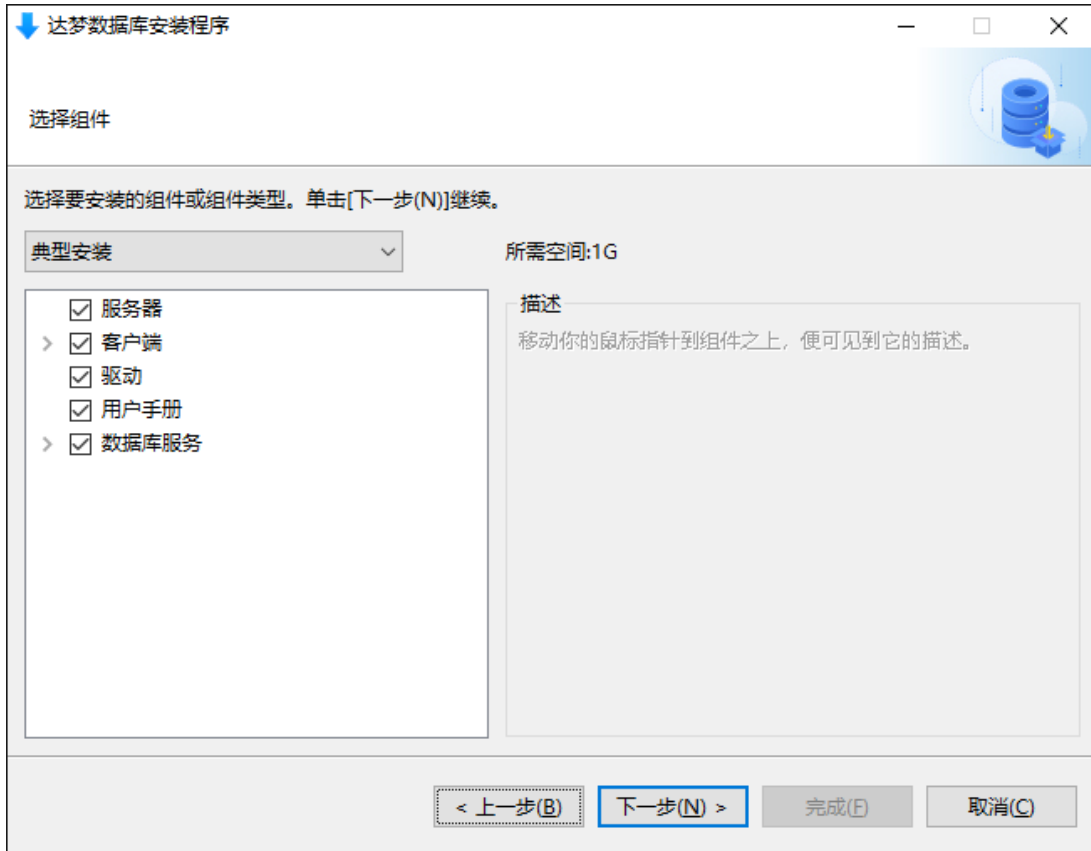 达梦数据库安装程序
选择组件
选择要安装的组件或组件类型。单击[下一步(N)]继续。
典型安装
所需空间:1G
服务器
客户端
驱动
用户手册
数据库服务
描述
移动你的鼠标指针到组件之上，便可见到它的描述。
< 上一步(B)
下一步(N) >
完成(F)
取消(C)